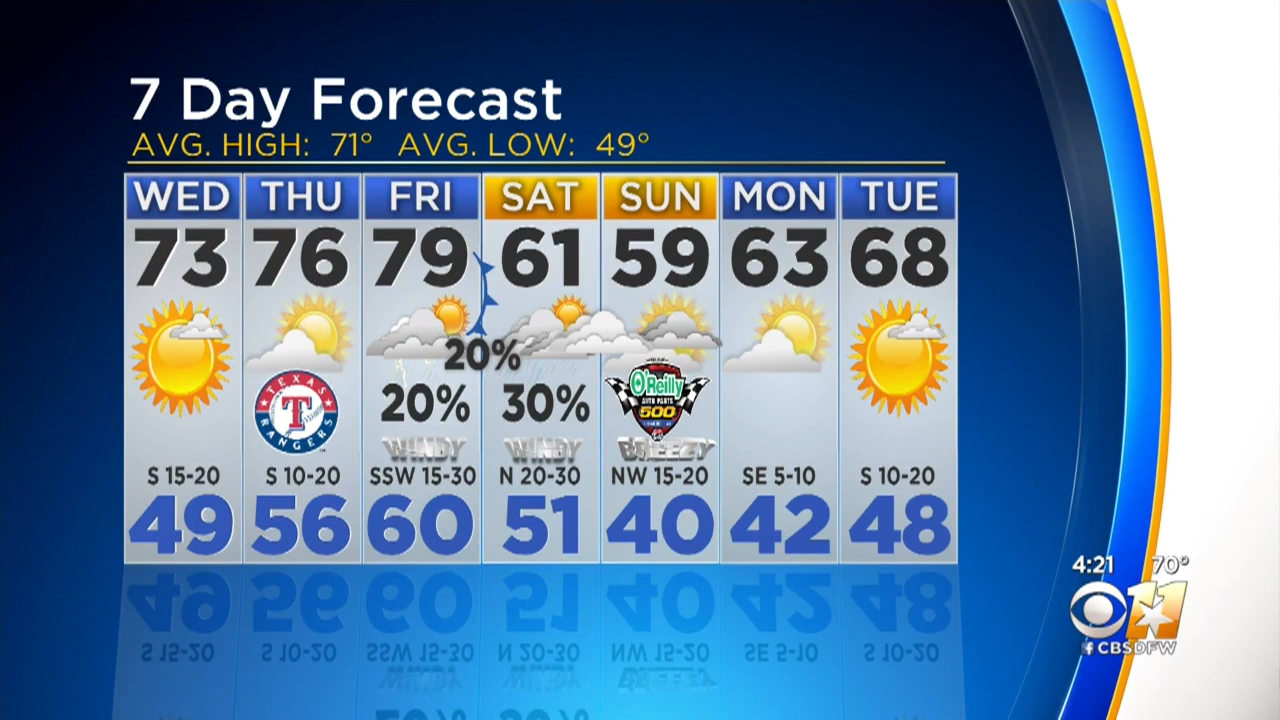 7 Day Forecast
AVG. HIGH: 71° AVG. LOW: 49°
WED THU FRI SAT SUN MON TUE
73 76 79 61 59 63 68
20%
TEXAS
T
RANGERS
20% 30%
O'Reilly
AUTO PARTS
500
WINDY WINDY BREEZY
S 15-20 S 10-20 SSW 15-30 N 20-30 NW 15-20 SE 5-10 S 10-20
49 56 60 51 40 42 48
4:21 70°
11
CBSDFW